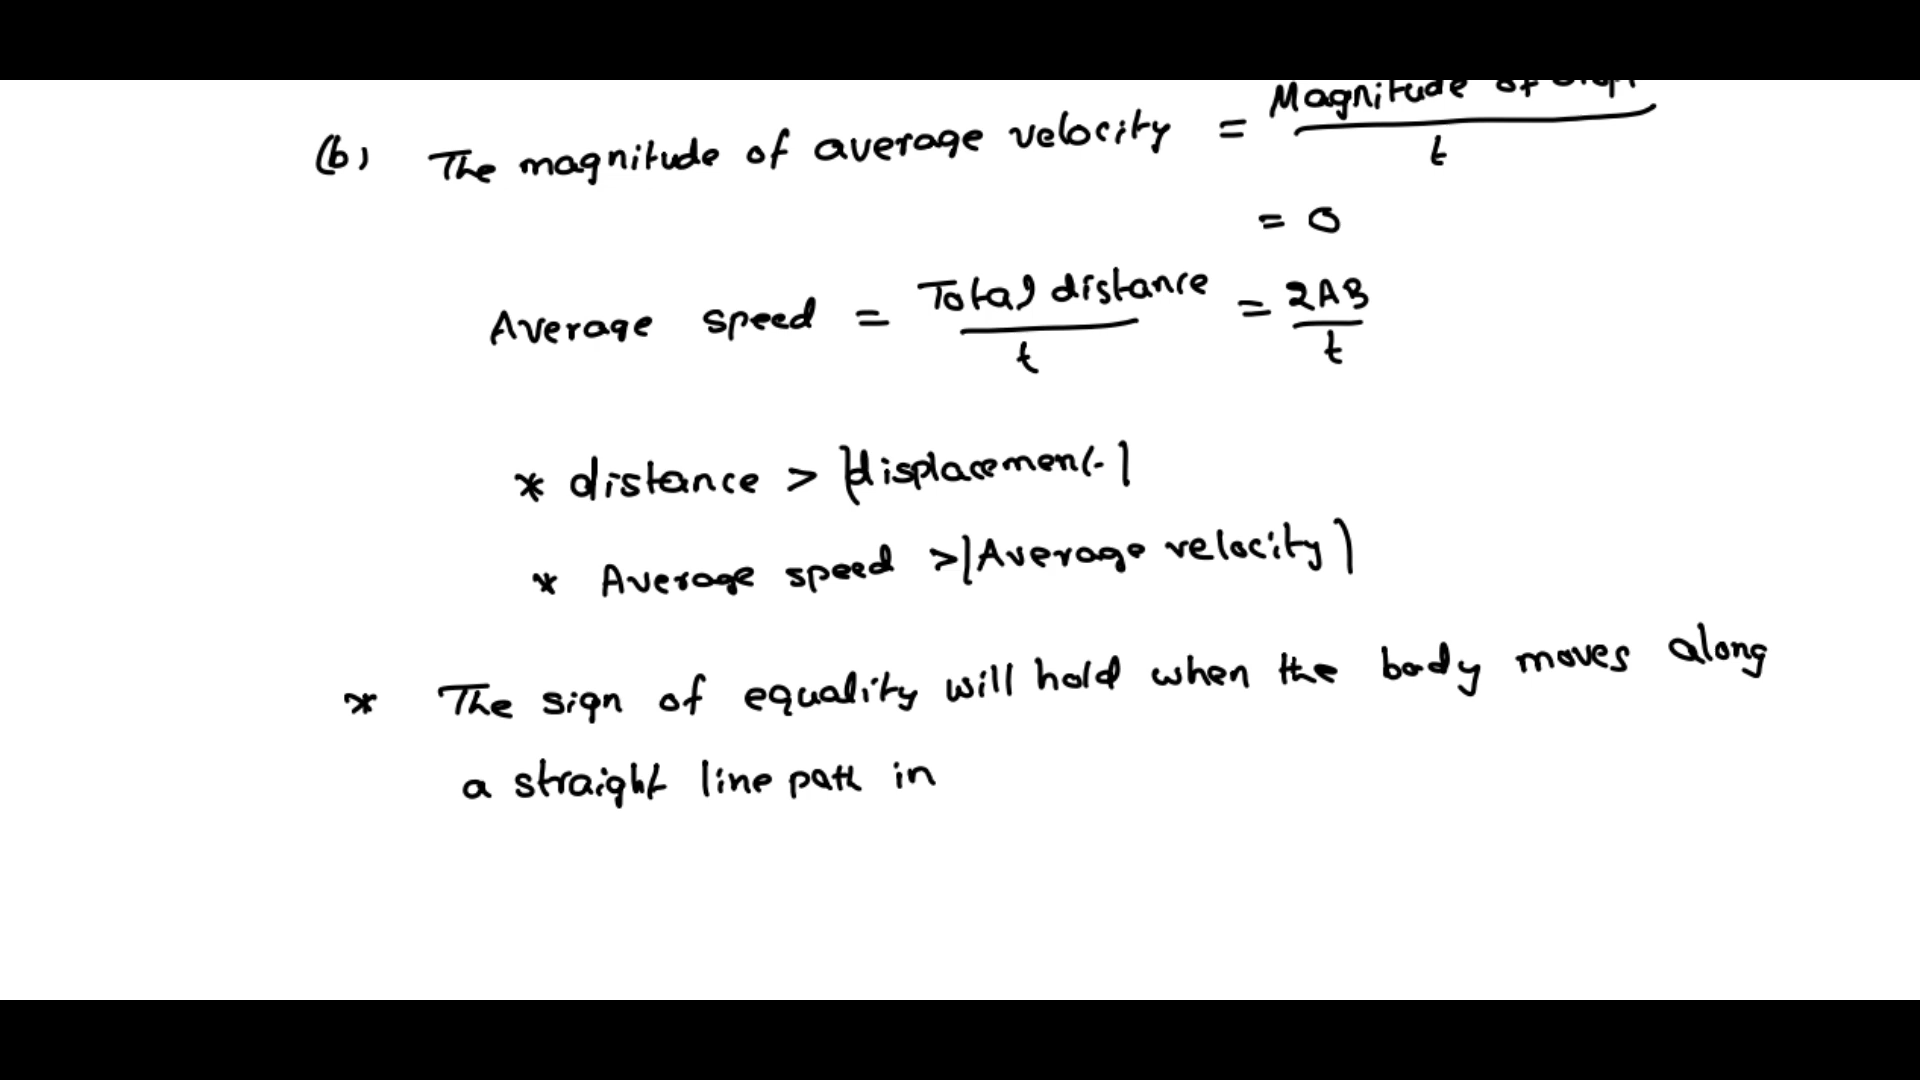 (b) The magnitude of average velocity = Magnitude of / t
= 0
Average speed = Total distance / t = 2AB / t
* distance > |displacement|
* Average speed > |Average velocity|
* The sign of equality will hold when the body moves along
a straight line path in